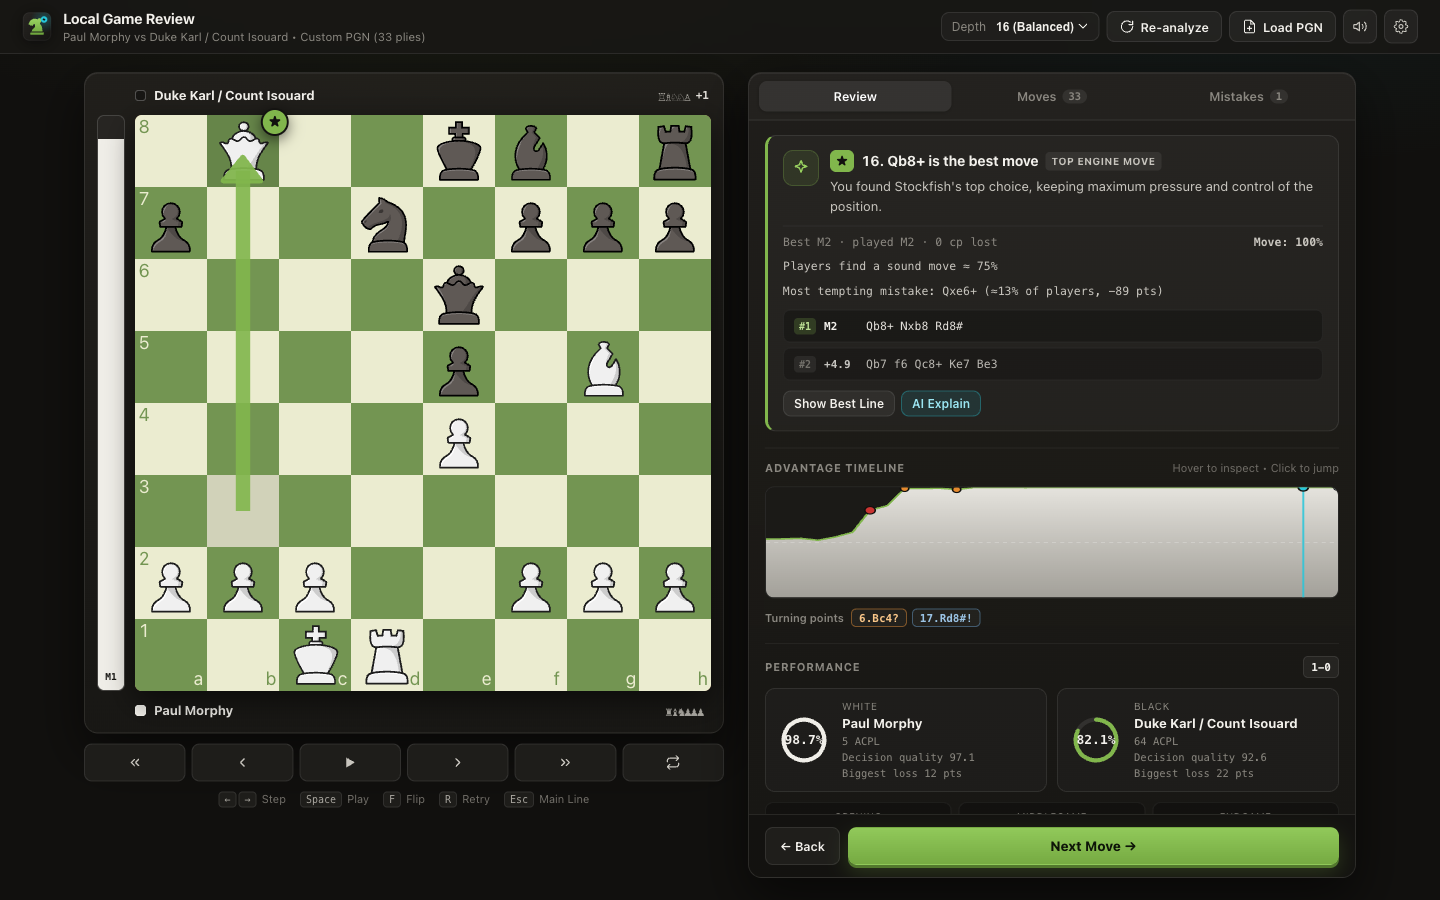 Local Game Review
Paul Morphy vs Duke Karl / Count Isouard • Custom PGN (33 plies)
Depth 16 (Balanced)
Re-analyze
Load PGN
Duke Karl / Count Isouard
+1
8
7
6
5
4
3
2
1
a b c d e f g h
M1
Paul Morphy
← → Step Space Play F Flip R Retry Esc Main Line
Review
Moves 33
Mistakes 1
16. Qb8+ is the best move TOP ENGINE MOVE
You found Stockfish's top choice, keeping maximum pressure and control of the
position.
Best M2 · played M2 · 0 cp lost Move: 100%
Players find a sound move ≈ 75%
Most tempting mistake: Qxe6+ (≈13% of players, −89 pts)
#1 M2 Qb8+ Nxb8 Rd8#
#2 +4.9 Qb7 f6 Qc8+ Ke7 Be3
Show Best Line
AI Explain
ADVANTAGE TIMELINE Hover to inspect • Click to jump
Turning points 6.Bc4? 17.Rd8#!
PERFORMANCE 1–0
98.7%
WHITE
Paul Morphy
5 ACPL
Decision quality 97.1
Biggest loss 12 pts
82.1%
BLACK
Duke Karl / Count Isouard
64 ACPL
Decision quality 92.6
Biggest loss 22 pts
← Back
Next Move →